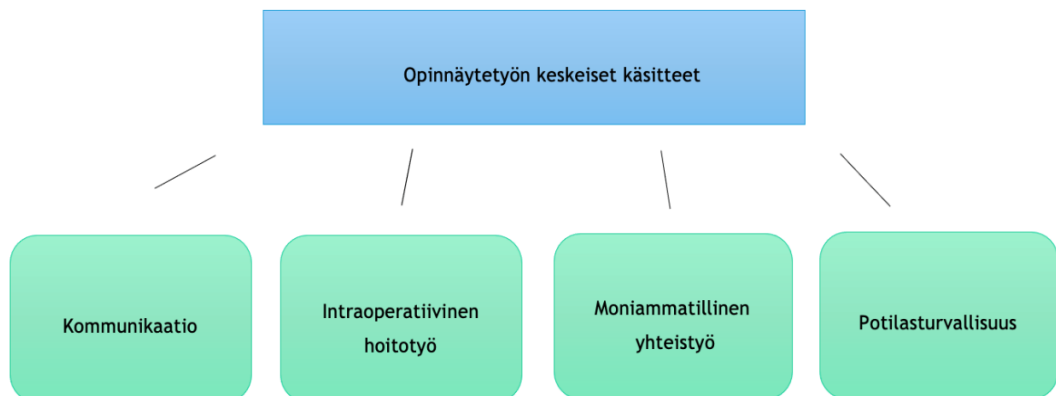 Opinnäytetyön keskeiset käsitteet
Kommunikaatio
Intraoperatiivinen
hoitotyö
Moniammatillinen
yhteistyö
Potilasturvallisuus